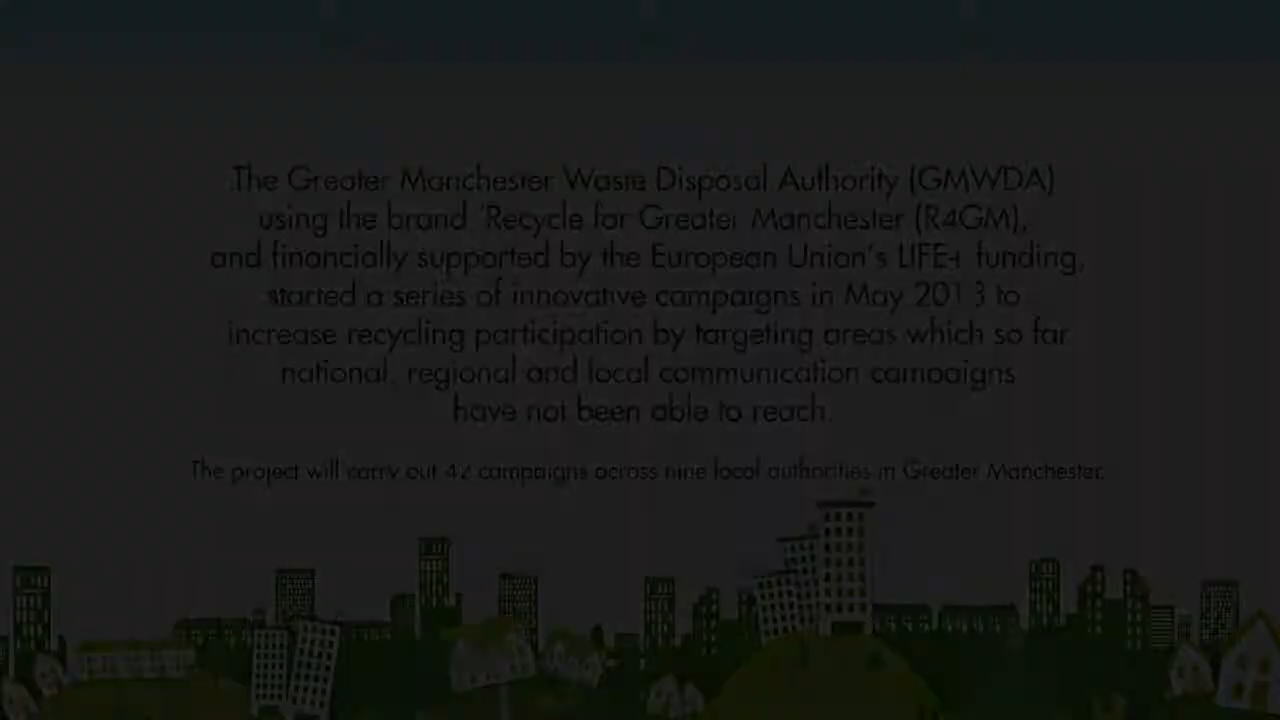 The Greater Manchester Waste Disposal Authority (GMWDA)
using the brand 'Recycle for Greater Manchester (R4GM),
and financially supported by the European Union's LIFE+ funding,
started a series of innovative campaigns in May 2013 to
increase recycling participation by targeting areas which so far
national, regional and local communication campaigns
have not been able to reach.
The project will carry out 42 campaigns across nine local authorities in Greater Manchester.